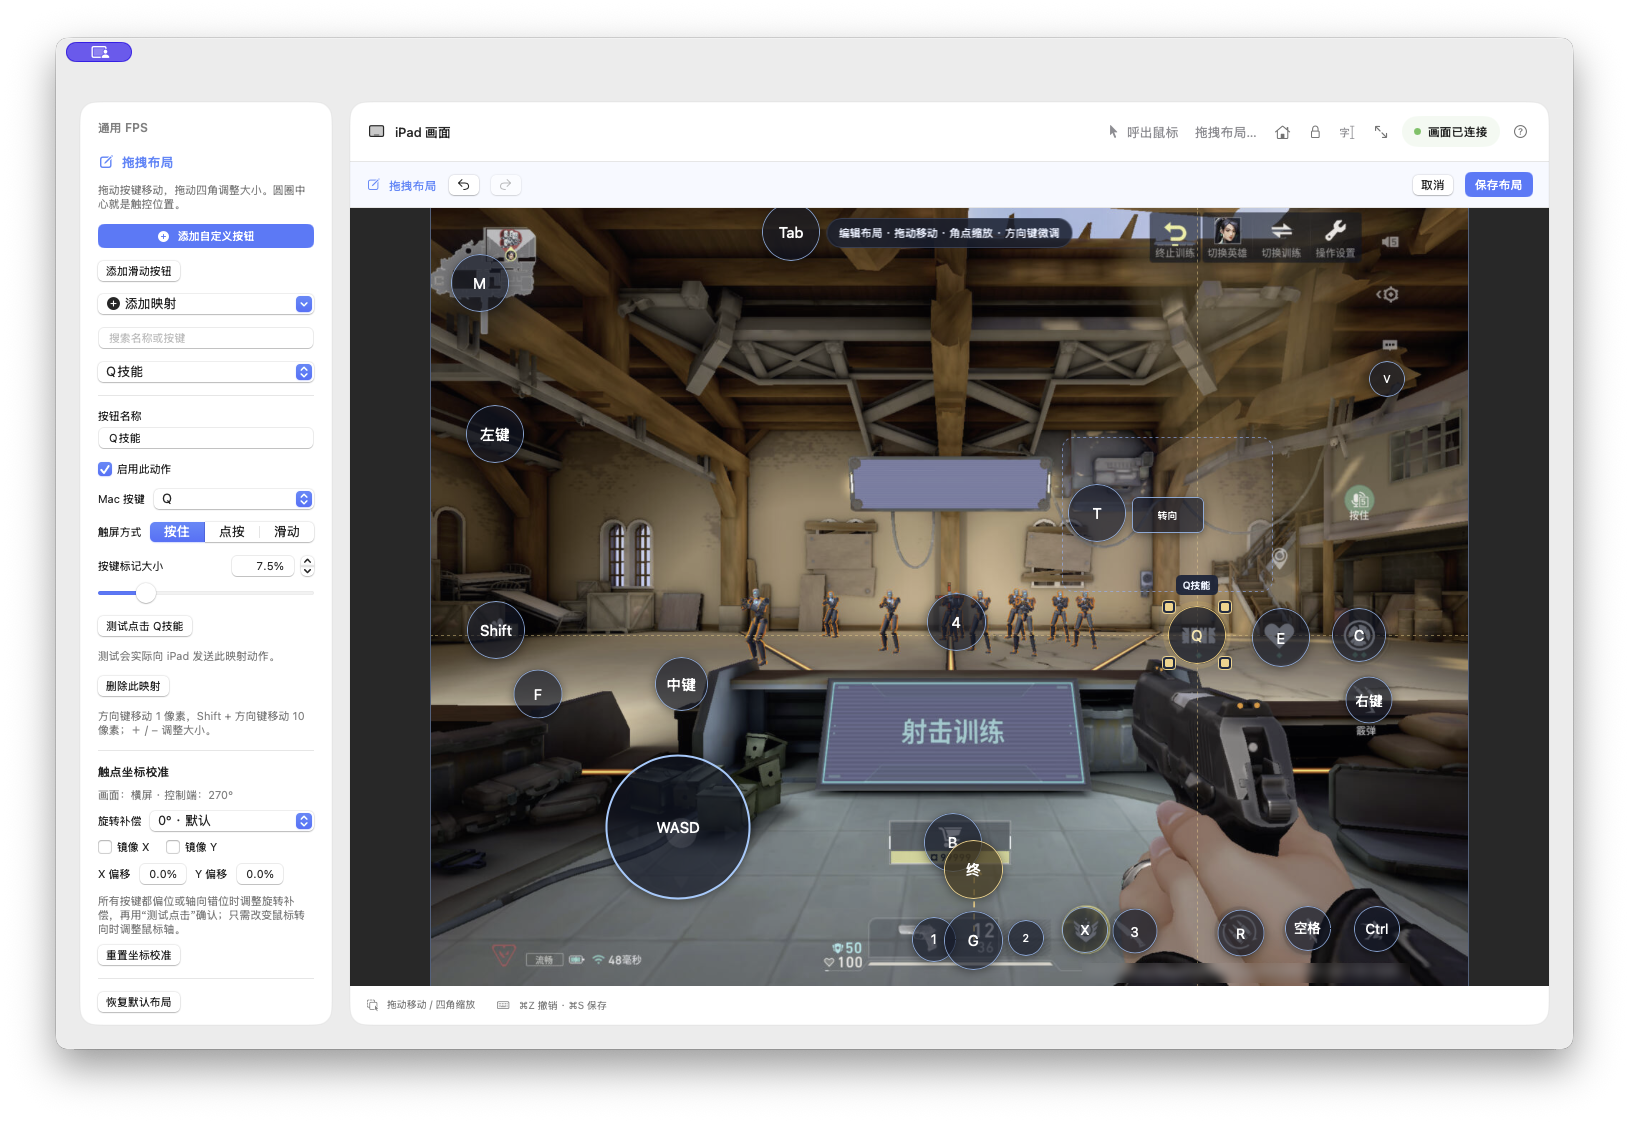 通用 FPS
拖拽布局
拖动按键移动，拖动四角调整大小。圆圈中
心就是触控位置。
添加自定义按钮
添加滑动按钮
添加映射
搜索名称或按键
Q技能
按钮名称
Q技能
启用此动作
Mac 按键 Q
触屏方式 按住 点按 滑动
按键标记大小 7.5%
测试点击 Q技能
测试会实际向 iPad 发送此映射动作。
删除此映射
方向键移动 1 像素，Shift + 方向键移动 10
像素；+ / − 调整大小。
触点坐标校准
画面：横屏 · 控制端：270°
旋转补偿 0° · 默认
镜像 X 镜像 Y
X 偏移 0.0% Y 偏移 0.0%
所有按键都偏位或轴向错位时调整旋转补
偿，再用“测试点击”确认；只需改变鼠标转
向时调整鼠标轴。
重置坐标校准
恢复默认布局
iPad 画面
呼出鼠标 拖拽布局... 字 画面已连接
拖拽布局
取消 保存布局
Tab
编辑布局 · 拖动移动 · 角点缩放 · 方向键微调
终止训练 切换英雄 切换训练 操作设置
M
V
左键
T
转向
按住
Q技能
Shift
4
Q
E
C
F
中键
右键
射击训练
WASD
B
终
1
G
2
X
3
R
空格
Ctrl
流畅
48毫秒
50
100
12
36
拖动移动 / 四角缩放 ⌘Z 撤销 · ⌘S 保存